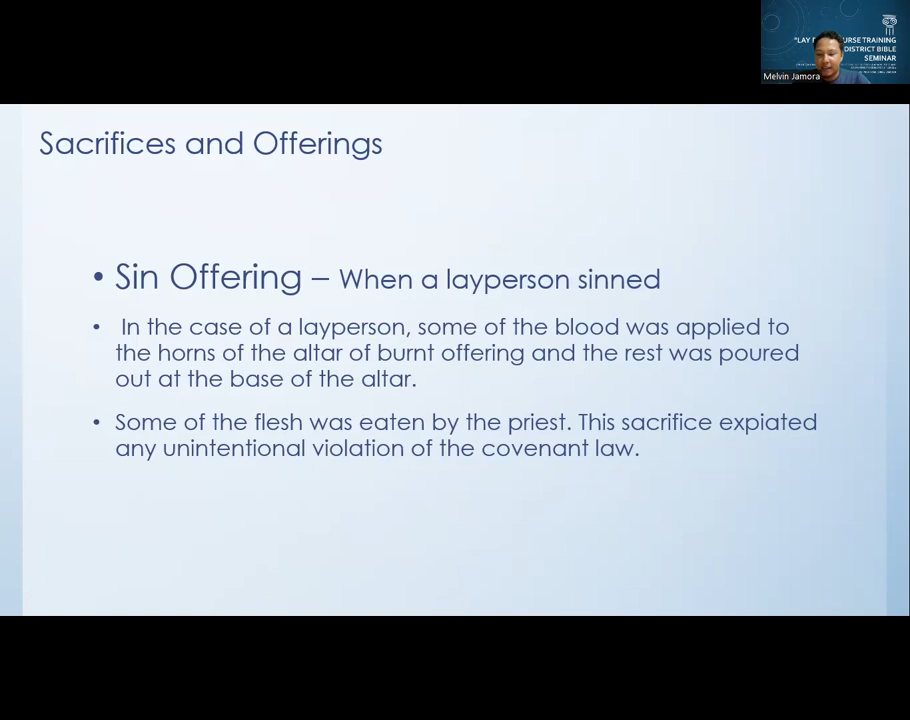 "LAY D URSE TRAINING
DISTRICT BIBLE
SEMINAR
Melvin Jamora
Sacrifices and Offerings
• Sin Offering – When a layperson sinned
• In the case of a layperson, some of the blood was applied to
the horns of the altar of burnt offering and the rest was poured
out at the base of the altar.
• Some of the flesh was eaten by the priest. This sacrifice expiated
any unintentional violation of the covenant law.